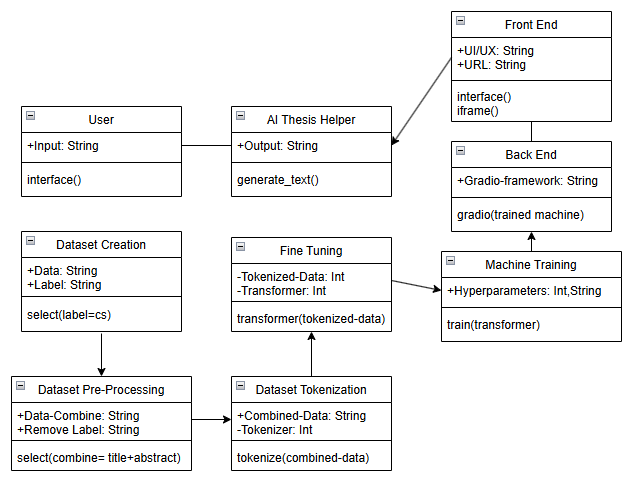 Front End
+UI/UX: String
+URL: String
interface()
iframe()
User
+Input: String
interface()
AI Thesis Helper
+Output: String
generate_text()
Back End
+Gradio-framework: String
gradio(trained machine)
Dataset Creation
+Data: String
+Label: String
select(label=cs)
Fine Tuning
-Tokenized-Data: Int
-Transformer: Int
transformer(tokenized-data)
Machine Training
+Hyperparameters: Int,String
train(transformer)
Dataset Pre-Processing
+Data-Combine: String
+Remove Label: String
select(combine= title+abstract)
Dataset Tokenization
+Combined-Data: String
-Tokenizer: Int
tokenize(combined-data)